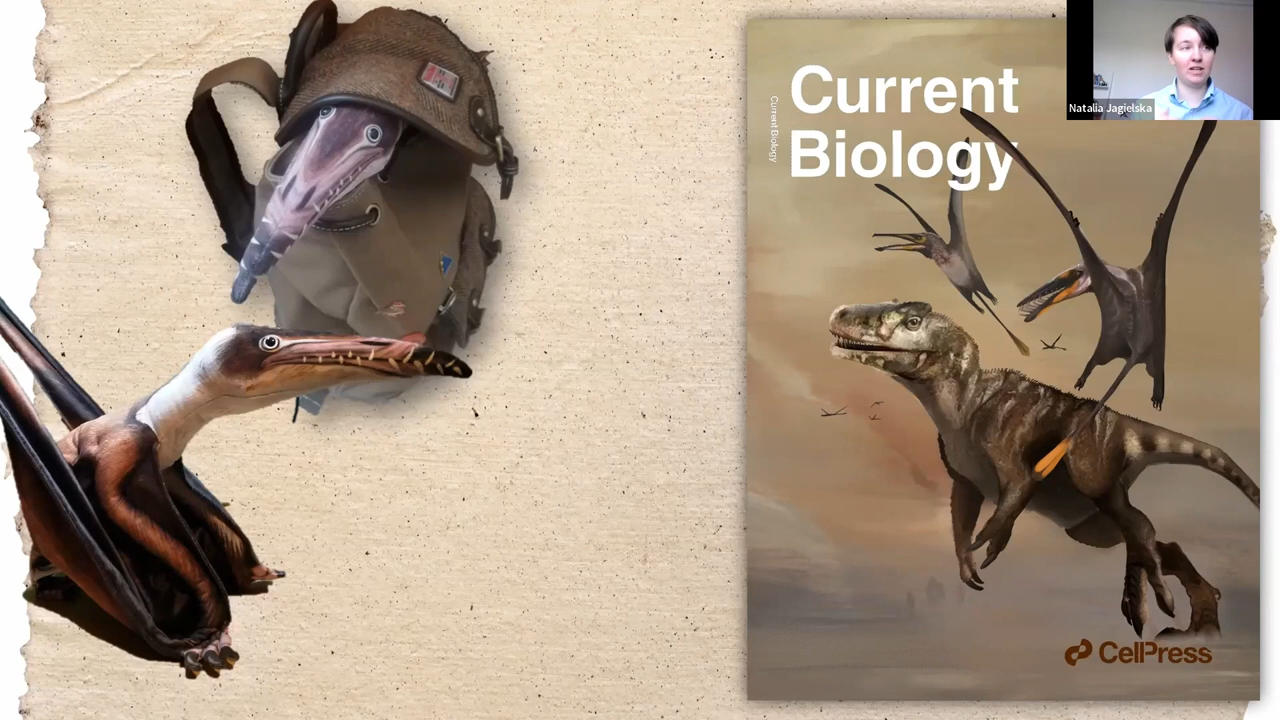 Current
Biology
Current Biology
Natalia Jagielska
CellPress